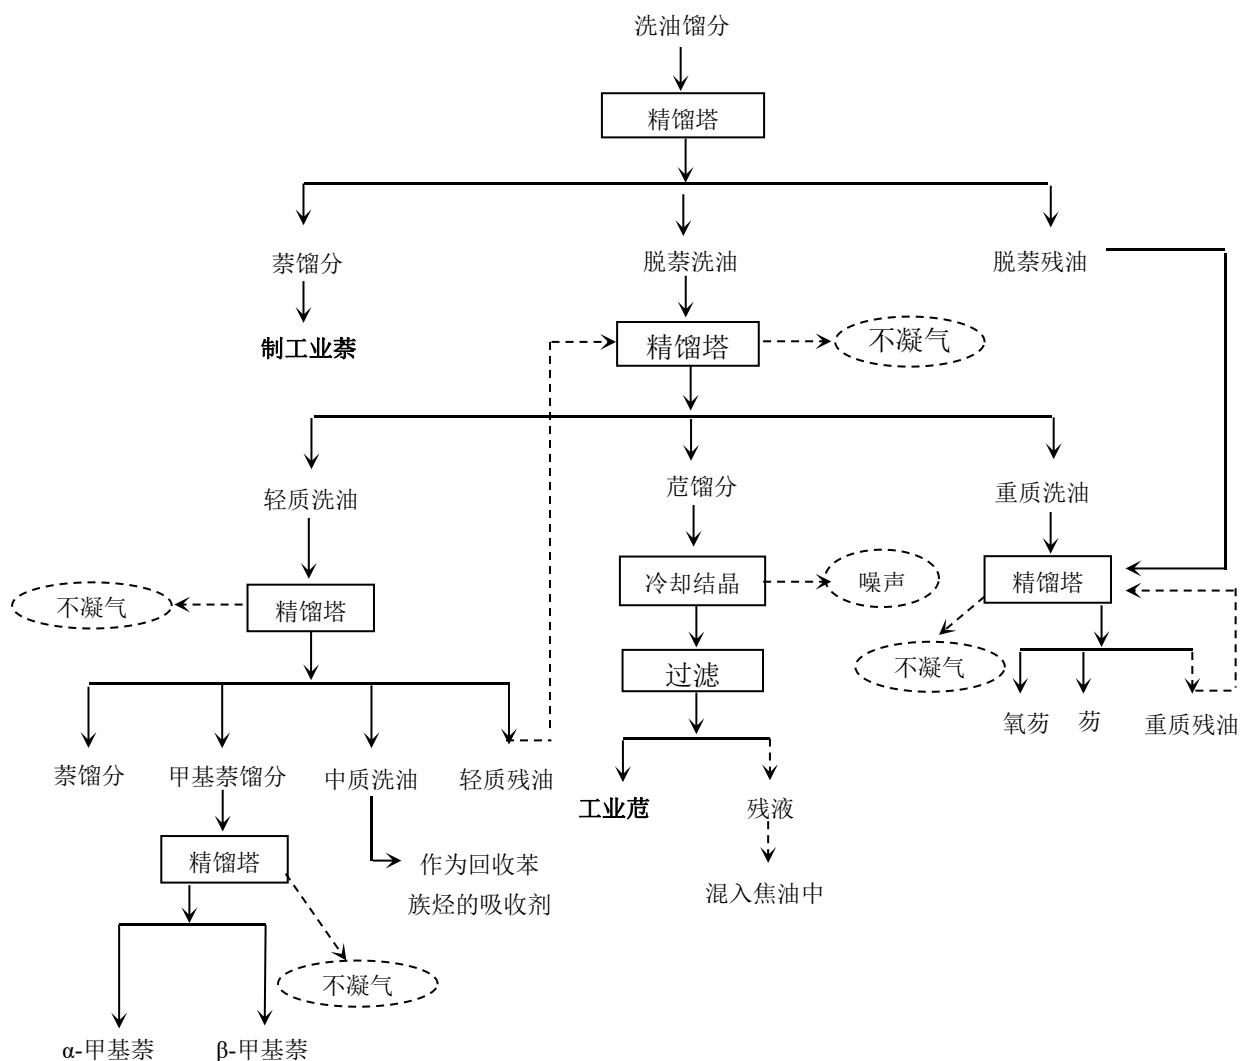 洗油馏分
精馏塔
萘馏分
脱萘洗油
脱萘残油
制工业萘
精馏塔
不凝气
轻质洗油
苊馏分
重质洗油
不凝气
精馏塔
冷却结晶
噪声
精馏塔
过滤
不凝气
氧芴
芴
重质残油
萘馏分
甲基萘馏分
中质洗油
轻质残油
工业苊
残液
精馏塔
作为回收苯
族烃的吸收剂
混入焦油中
不凝气
α-甲基萘
β-甲基萘